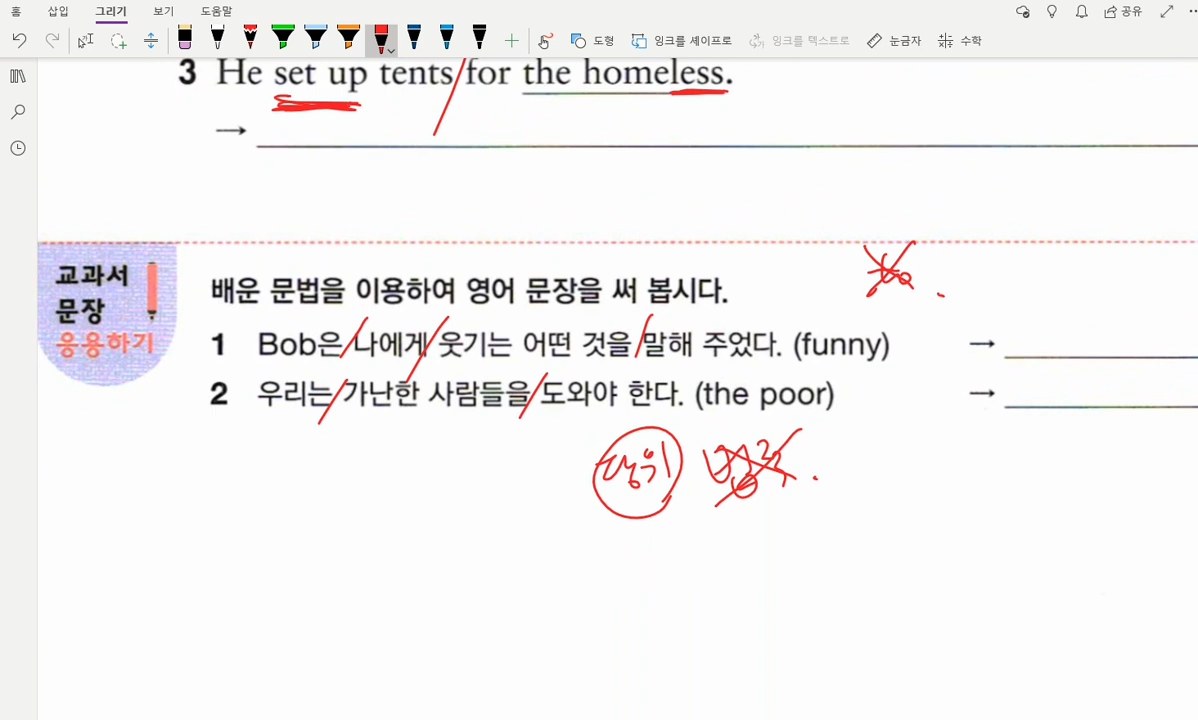 홈 삽입 그리기 보기 도움말
공유
도형 잉크를 셰이프로 잉크를 텍스트로 눈금자 수학
3 He set up tents for the homeless.
→
교과서
문장
응용하기
배운 문법을 이용하여 영어 문장을 써 봅시다.
1 Bob은 나에게 웃기는 어떤 것을 말해 주었다. (funny) →
2 우리는 가난한 사람들을 도와야 한다. (the poor) →
당위